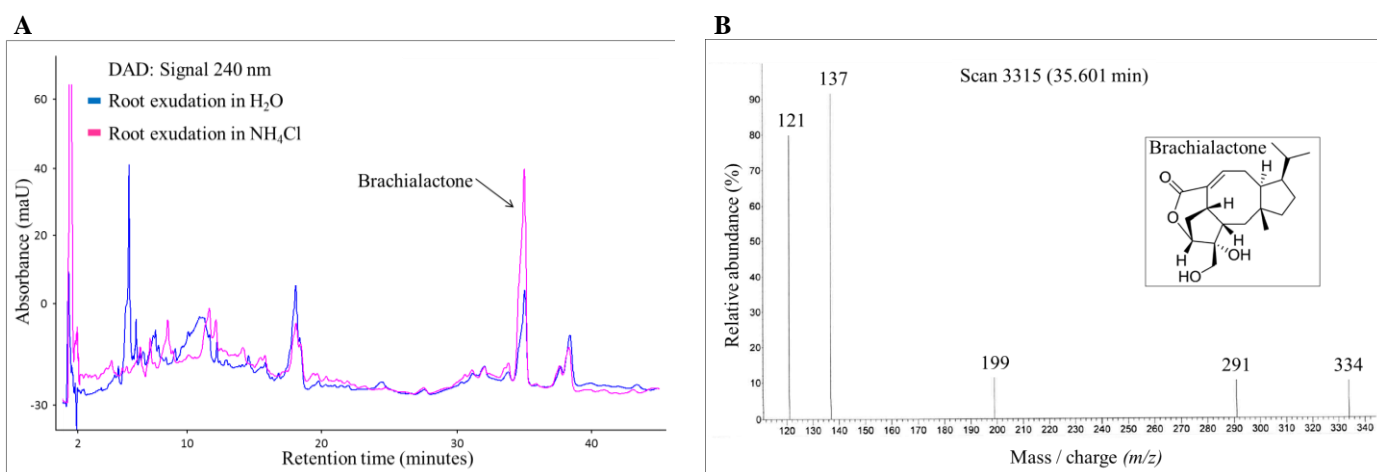 A
DAD: Signal 240 nm
Root exudation in H₂O
Root exudation in NH₄Cl
Brachialactone
Absorbance (maU)
60
40
20
0
-30
2
10
20
30
40
Retention time (minutes)
B
Scan 3315 (35.601 min)
137
121
199
291
334
Brachialactone
H
O
O
H
H
H
OH
HO
Relative abundance (%)
90
80
70
60
50
40
30
20
10
0
120 130 140 150 160 170 180 190 200 210 220 230 240 250 260 270 280 290 300 310 320 330 340
Mass / charge (m/z)